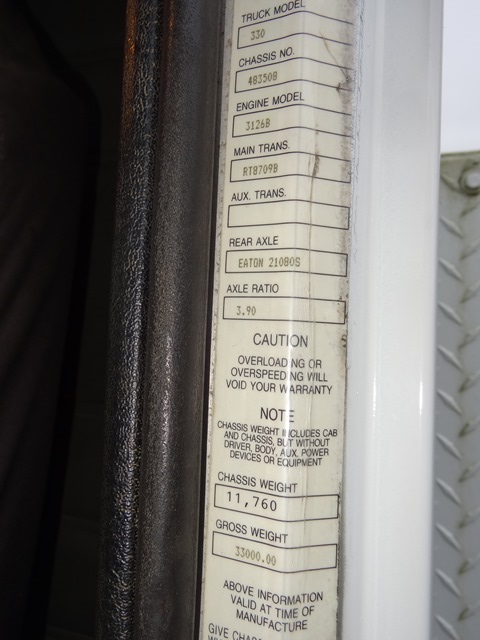 TRUCK MODEL
330
CHASSIS NO.
483508
ENGINE MODEL
3126B
MAIN TRANS.
RT8709B
AUX. TRANS.
REAR AXLE
EATON 21080S
AXLE RATIO
3.90
CAUTION
OVERLOADING OR
OVERSPEEDING WILL
VOID YOUR WARRANTY
NOTE
CHASSIS WEIGHT INCLUDES CAB
AND CHASSIS, BUT WITHOUT
DRIVER, BODY, AUX. POWER
DEVICES OR EQUIPMENT
CHASSIS WEIGHT
11,760
GROSS WEIGHT
33000.00
ABOVE INFORMATION
VALID AT TIME OF
MANUFACTURE
GIVE